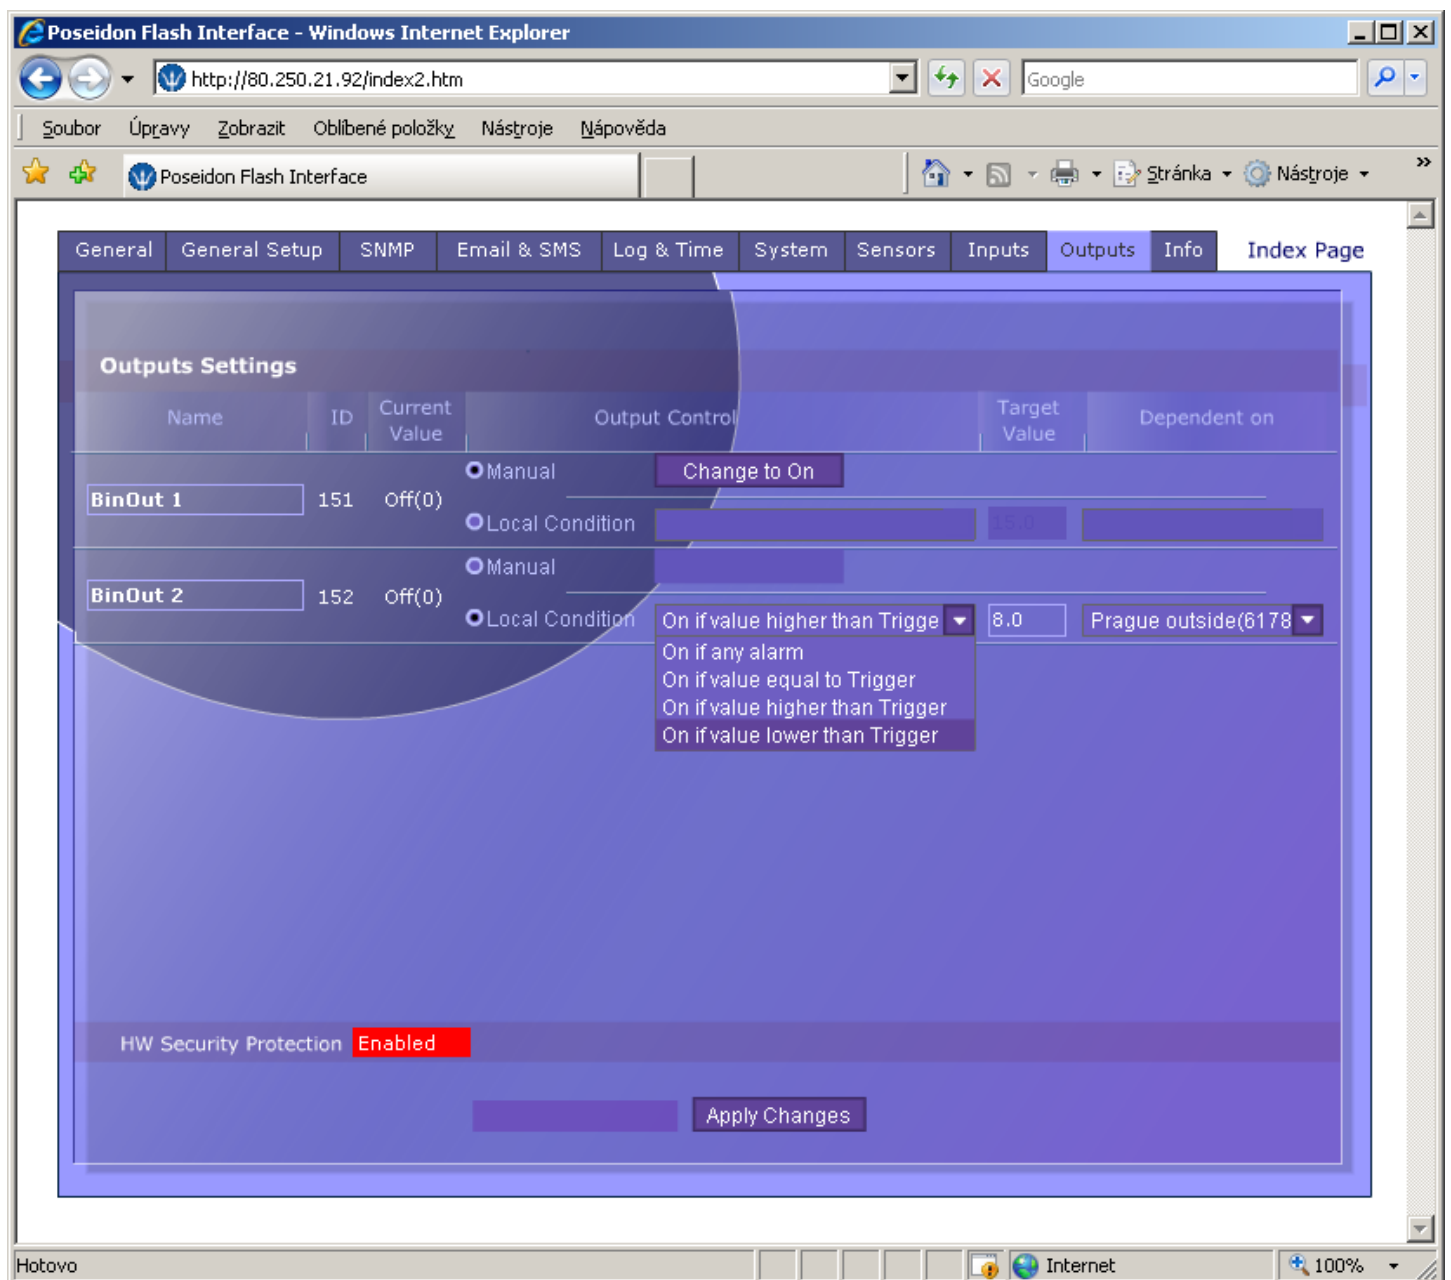 Poseidon Flash Interface - Windows Internet Explorer
http://80.250.21.92/index2.htm Google
Soubor Úpravy Zobrazit Oblíbené položky Nástroje Nápověda
Poseidon Flash Interface Stránka Nástroje »
General General Setup SNMP Email & SMS Log & Time System Sensors Inputs Outputs Info Index Page
Outputs Settings
Name ID Current Value Output Control Target Value Dependent on
Manual Change to On
BinOut 1 151 Off(0)
Local Condition 15.0
Manual
BinOut 2 152 Off(0)
Local Condition On if value higher than Trigge 8.0 Prague outside(6178
On if any alarm
On if value equal to Trigger
On if value higher than Trigger
On if value lower than Trigger
HW Security Protection Enabled
Apply Changes
Hotovo Internet 100%